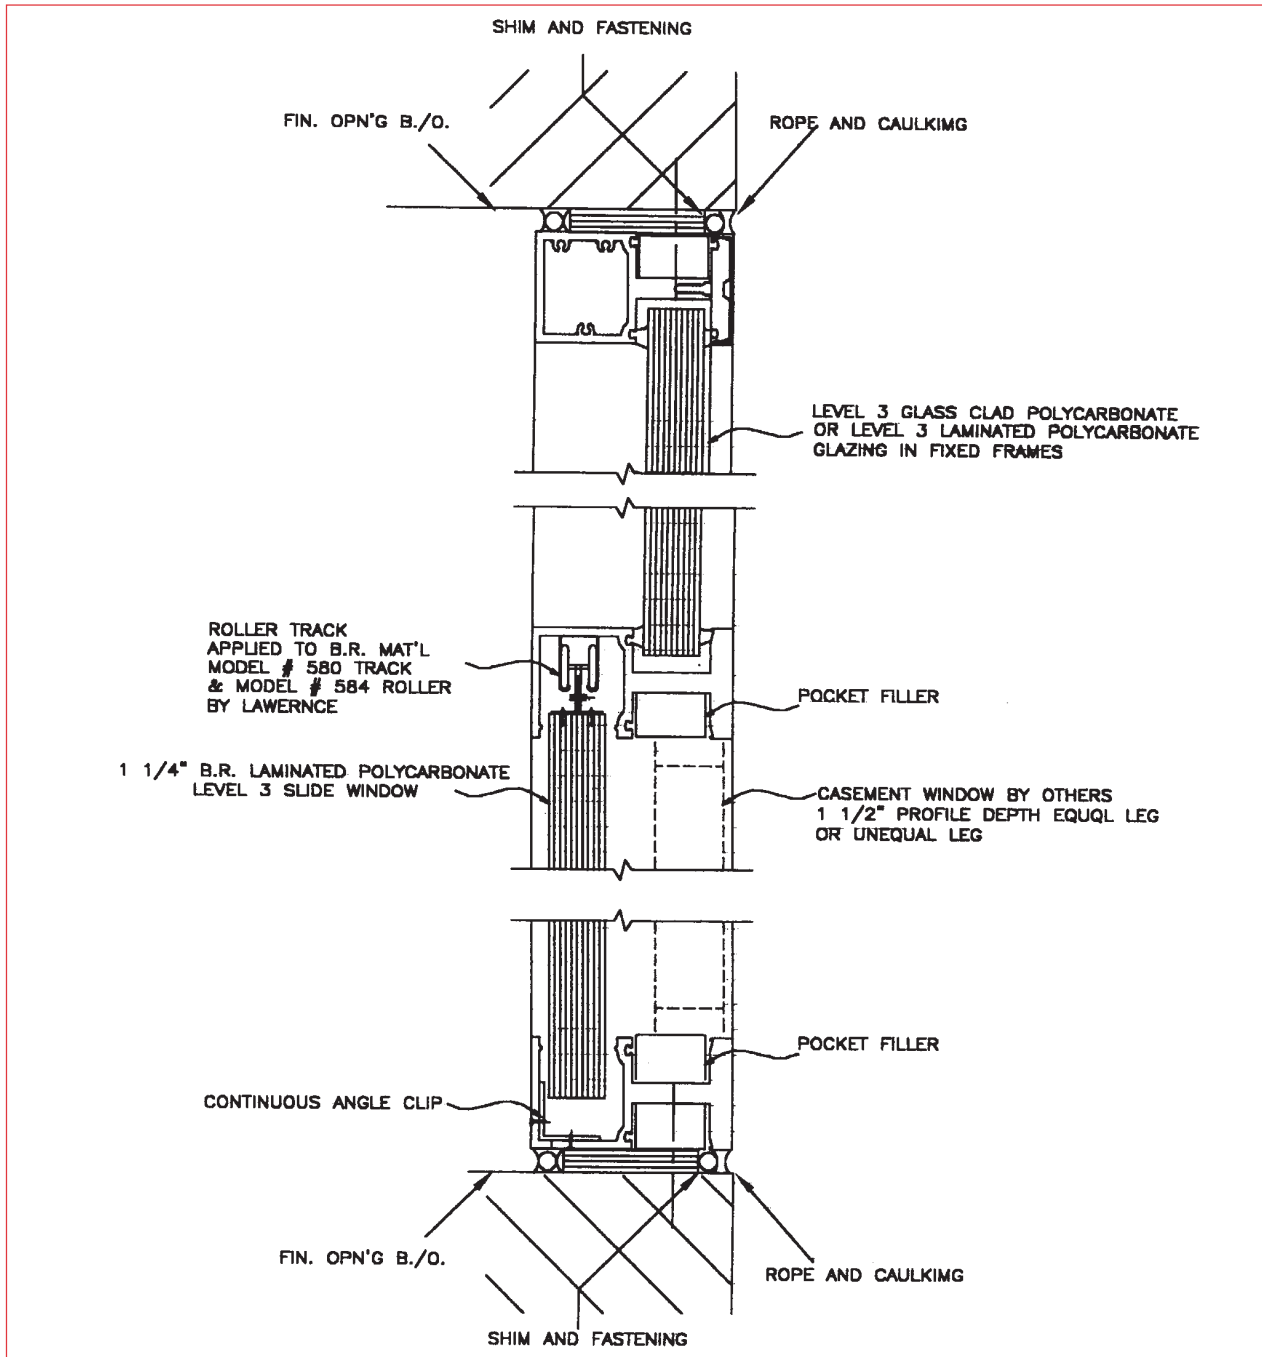 SHIM AND FASTENING
FIN. OPN'G B./O.
ROPE AND CAULKIMG
LEVEL 3 GLASS CLAD POLYCARBONATE
OR LEVEL 3 LAMINATED POLYCARBONATE
GLAZING IN FIXED FRAMES
ROLLER TRACK
APPLIED TO B.R. MAT'L
MODEL # 580 TRACK
& MODEL # 584 ROLLER
BY LAWERNCE
POCKET FILLER
1 1/4" B.R. LAMINATED POLYCARBONATE
LEVEL 3 SLIDE WINDOW
CASEMENT WINDOW BY OTHERS
1 1/2" PROFILE DEPTH EQUQL LEG
OR UNEQUAL LEG
POCKET FILLER
CONTINUOUS ANGLE CLIP
FIN. OPN'G B./O.
ROPE AND CAULKIMG
SHIM AND FASTENING